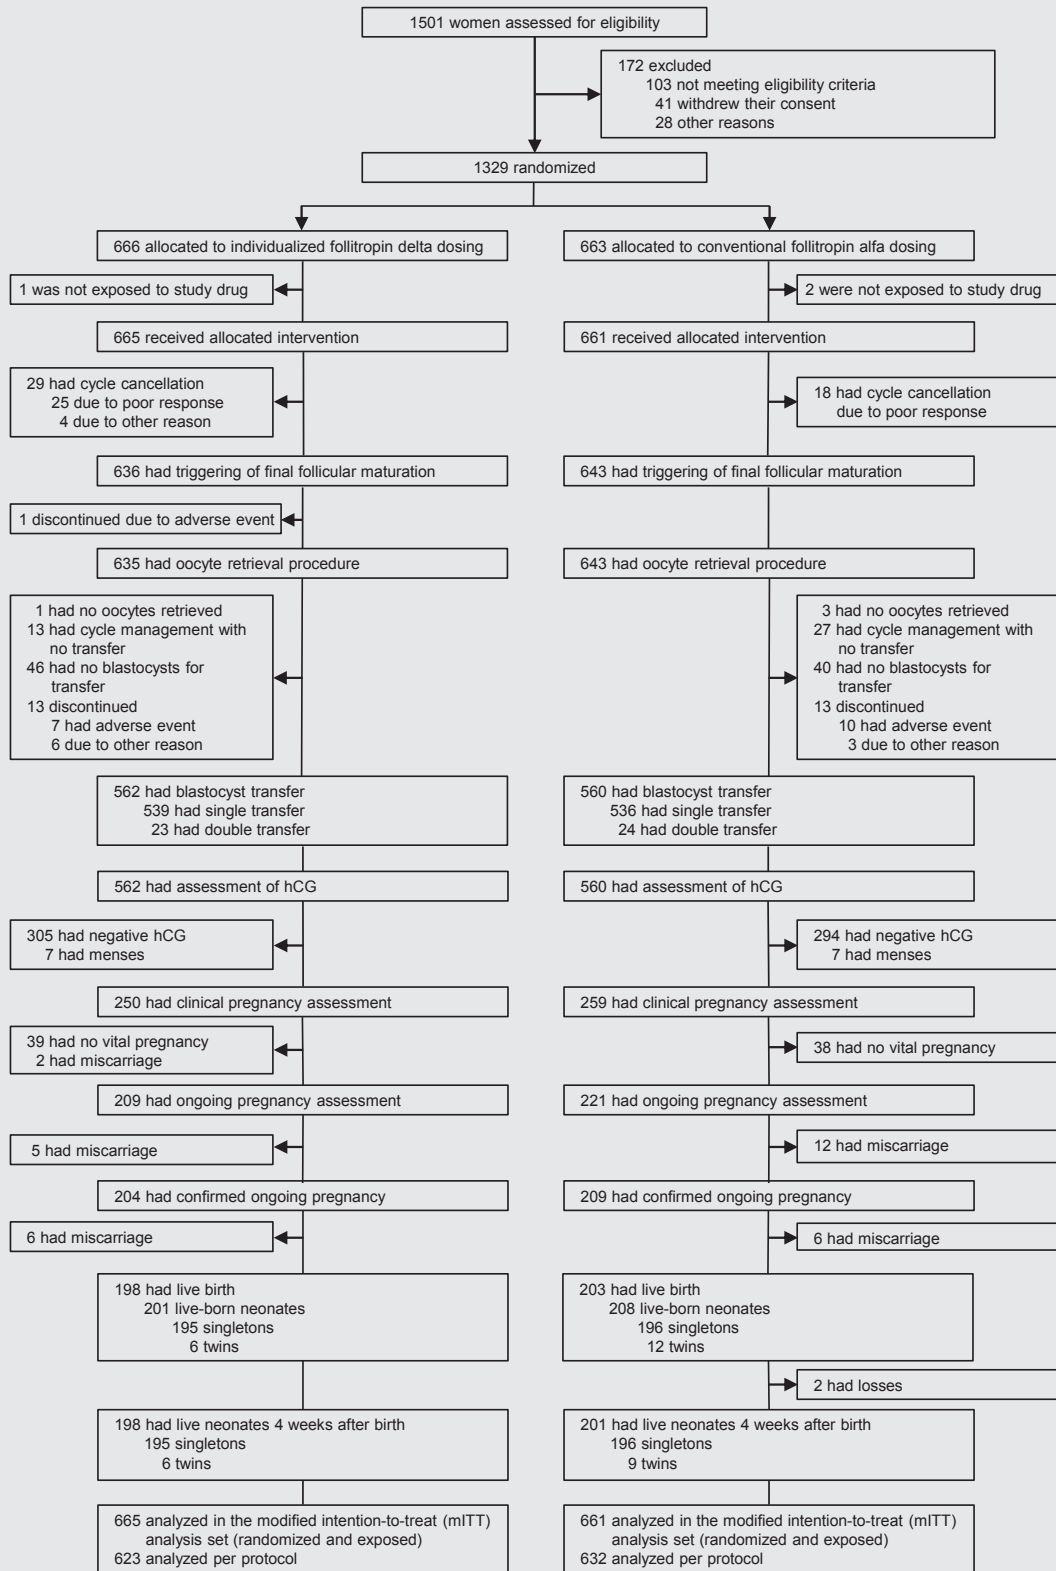 1501 women assessed for eligibility
172 excluded
103 not meeting eligibility criteria
41 withdrew their consent
28 other reasons
1329 randomized
666 allocated to individualized follitropin delta dosing
663 allocated to conventional follitropin alfa dosing
1 was not exposed to study drug
2 were not exposed to study drug
665 received allocated intervention
661 received allocated intervention
29 had cycle cancellation
25 due to poor response
4 due to other reason
18 had cycle cancellation
due to poor response
636 had triggering of final follicular maturation
643 had triggering of final follicular maturation
1 discontinued due to adverse event
635 had oocyte retrieval procedure
643 had oocyte retrieval procedure
1 had no oocytes retrieved
13 had cycle management with
no transfer
46 had no blastocysts for
transfer
13 discontinued
7 had adverse event
6 due to other reason
3 had no oocytes retrieved
27 had cycle management with
no transfer
40 had no blastocysts for
transfer
13 discontinued
10 had adverse event
3 due to other reason
562 had blastocyst transfer
539 had single transfer
23 had double transfer
560 had blastocyst transfer
536 had single transfer
24 had double transfer
562 had assessment of hCG
560 had assessment of hCG
305 had negative hCG
7 had menses
294 had negative hCG
7 had menses
250 had clinical pregnancy assessment
259 had clinical pregnancy assessment
39 had no vital pregnancy
2 had miscarriage
38 had no vital pregnancy
209 had ongoing pregnancy assessment
221 had ongoing pregnancy assessment
5 had miscarriage
12 had miscarriage
204 had confirmed ongoing pregnancy
209 had confirmed ongoing pregnancy
6 had miscarriage
6 had miscarriage
198 had live birth
201 live-born neonates
195 singletons
6 twins
203 had live birth
208 live-born neonates
196 singletons
12 twins
2 had losses
198 had live neonates 4 weeks after birth
195 singletons
6 twins
201 had live neonates 4 weeks after birth
196 singletons
9 twins
665 analyzed in the modified intention-to-treat (mITT)
analysis set (randomized and exposed)
623 analyzed per protocol
661 analyzed in the modified intention-to-treat (mITT)
analysis set (randomized and exposed)
632 analyzed per protocol